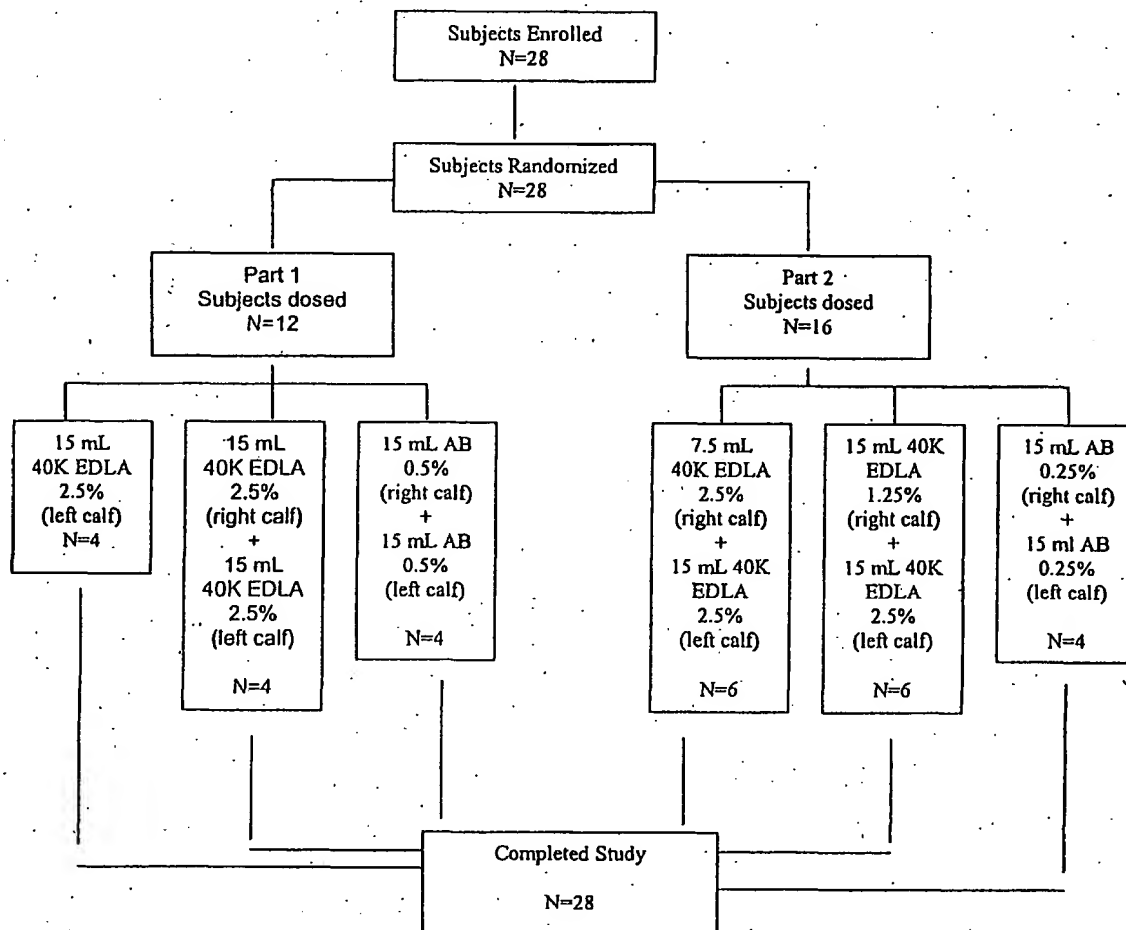 Subjects Enrolled
N=28
Subjects Randomized
N=28
Part 1
Subjects dosed
N=12
Part 2
Subjects dosed
N=16
15 mL
40K EDLA
2.5%
(left calf)
N=4
15 mL
40K EDLA
2.5%
(right calf)
+
15 mL
40K EDLA
2.5%
(left calf)
N=4
15 mL AB
0.5%
(right calf)
+
15 mL AB
0.5%
(left calf)
N=4
7.5 mL
40K EDLA
2.5%
(right calf)
+
15 mL 40K
EDLA
2.5%
(left calf)
N=6
15 mL 40K
EDLA
1.25%
(right calf)
+
15 mL 40K
EDLA
2.5%
(left calf)
N=6
15 mL AB
0.25%
(right calf)
+
15 ml AB
0.25%
(left calf)
N=4
Completed Study
N=28